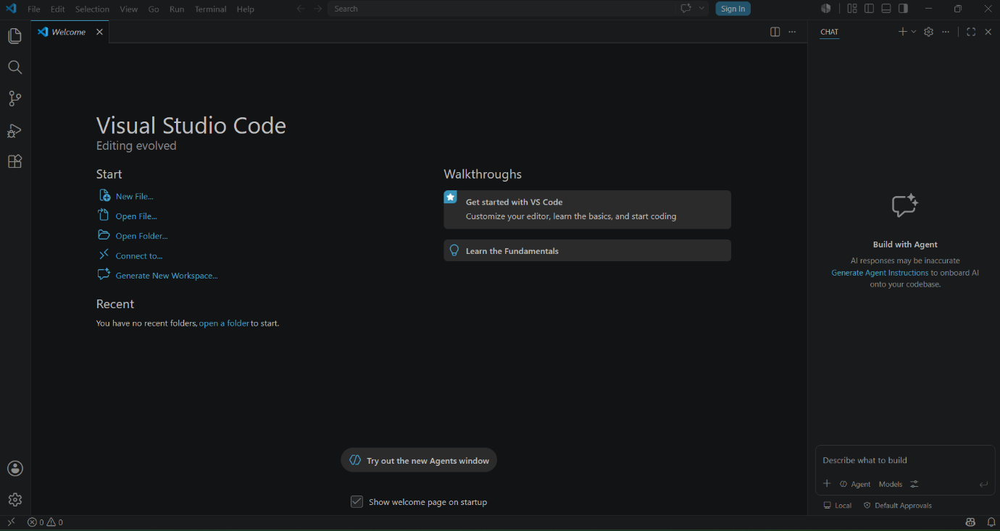 File Edit Selection View Go Run Terminal Help
Search
Sign In
Welcome
CHAT
Visual Studio Code
Editing evolved
Start
New File...
Open File...
Open Folder...
Connect to...
Generate New Workspace...
Recent
You have no recent folders, open a folder to start.
Walkthroughs
Get started with VS Code
Customize your editor, learn the basics, and start coding
Learn the Fundamentals
Try out the new Agents window
Show welcome page on startup
Build with Agent
AI responses may be inaccurate
Generate Agent Instructions to onboard AI
onto your codebase.
Describe what to build
Agent Models
Local Default Approvals
0 0